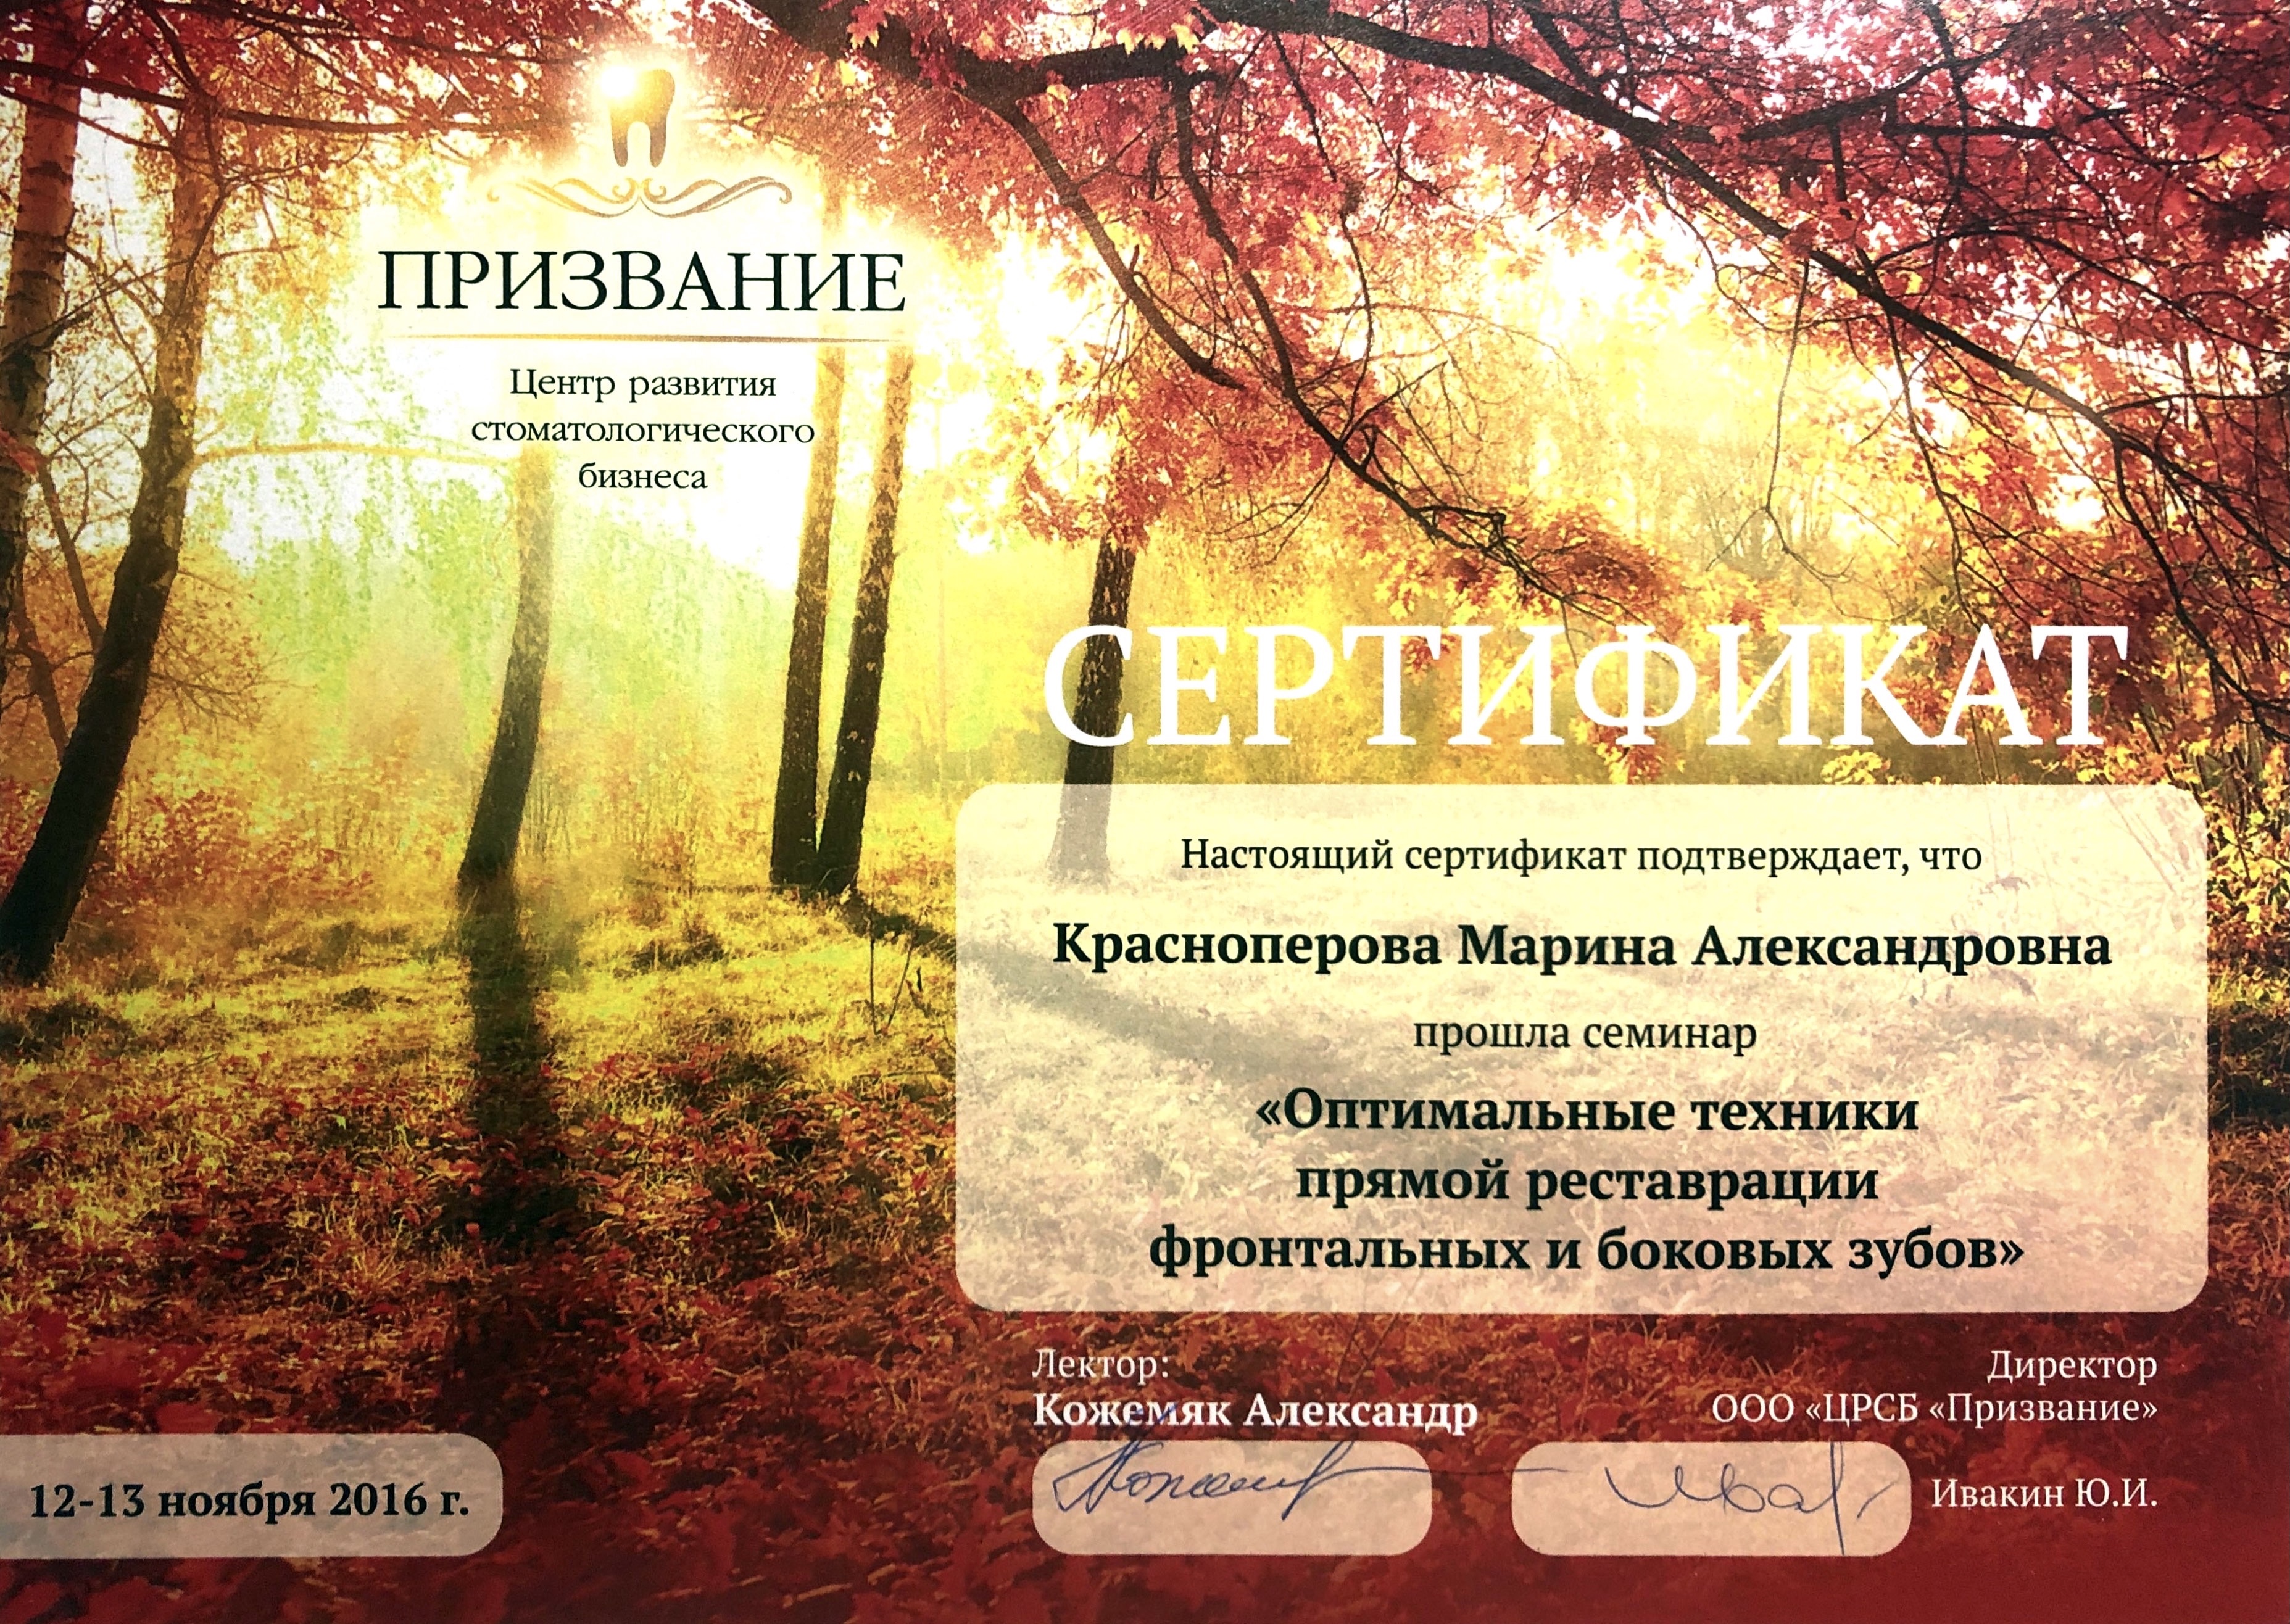 ПРИЗВАНИЕ
Центр развития
стоматологического
бизнеса
СЕРТИФИКАТ
Настоящий сертификат подтверждает, что
Красноперова Марина Александровна
прошла семинар
«Оптимальные техники
прямой реставрации
фронтальных и боковых зубов»
Лектор:
Кожемяк Александр
Директор
ООО «ЦРСБ «Призвание»
Ивакин Ю.И.
12-13 ноября 2016 г.